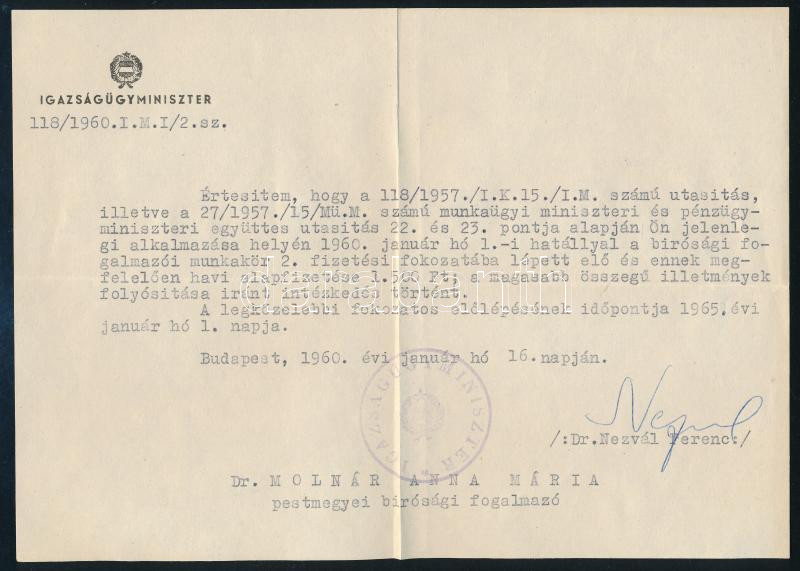 IGAZSÁGÜGYMINISZTER
118/1960.I.M.I/2.sz.
Értesitem, hogy a 118/1957./I.K.15./I.M. számú utasitás,
illetve a 27/1957./15/Mü.M. számú munkaügyi miniszteri és pénzügy-
miniszteri együttes utasitás 22. és 23. pontja alapján Ön jelenle-
gi alkalmazása helyén 1960. január hó 1.-i hatállyal a birósági fo-
galmazói munkakör 2. fizetési fokozatába lépett elő és ennek meg-
felelően havi alapfizetése 1.500 Ft; a magasabb összegű illetmények
folyósitása iránt intézkedés történt.
A legközelebbi fokozatos előlépésének időpontja 1965.évi
január hó 1. napja.
Budapest, 1960. évi január hó 16.napján.
IGAZSÁGÜGYMINISZTER
/:Dr.Nezvál Ferenc:/
Dr. MOLNÁR ANNA MÁRIA
pestmegyei birósági fogalmazó